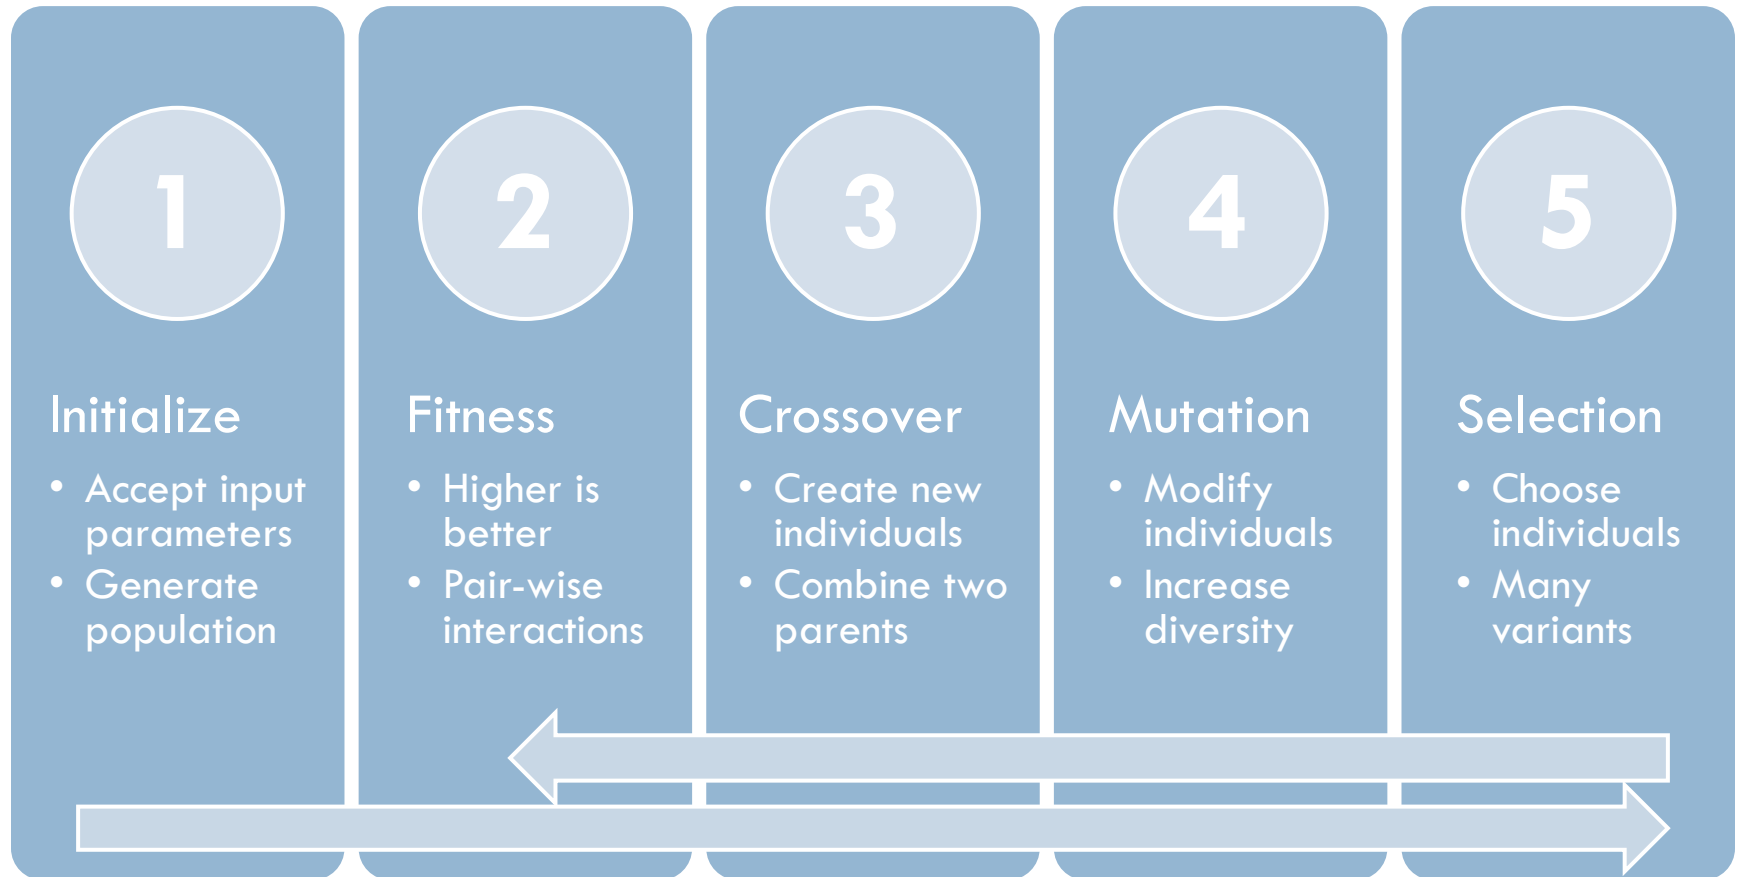 1
Initialize
• Accept input
parameters
• Generate
population
2
Fitness
• Higher is
better
• Pair-wise
interactions
3
Crossover
• Create new
individuals
• Combine two
parents
4
Mutation
• Modify
individuals
• Increase
diversity
5
Selection
• Choose
individuals
• Many
variants